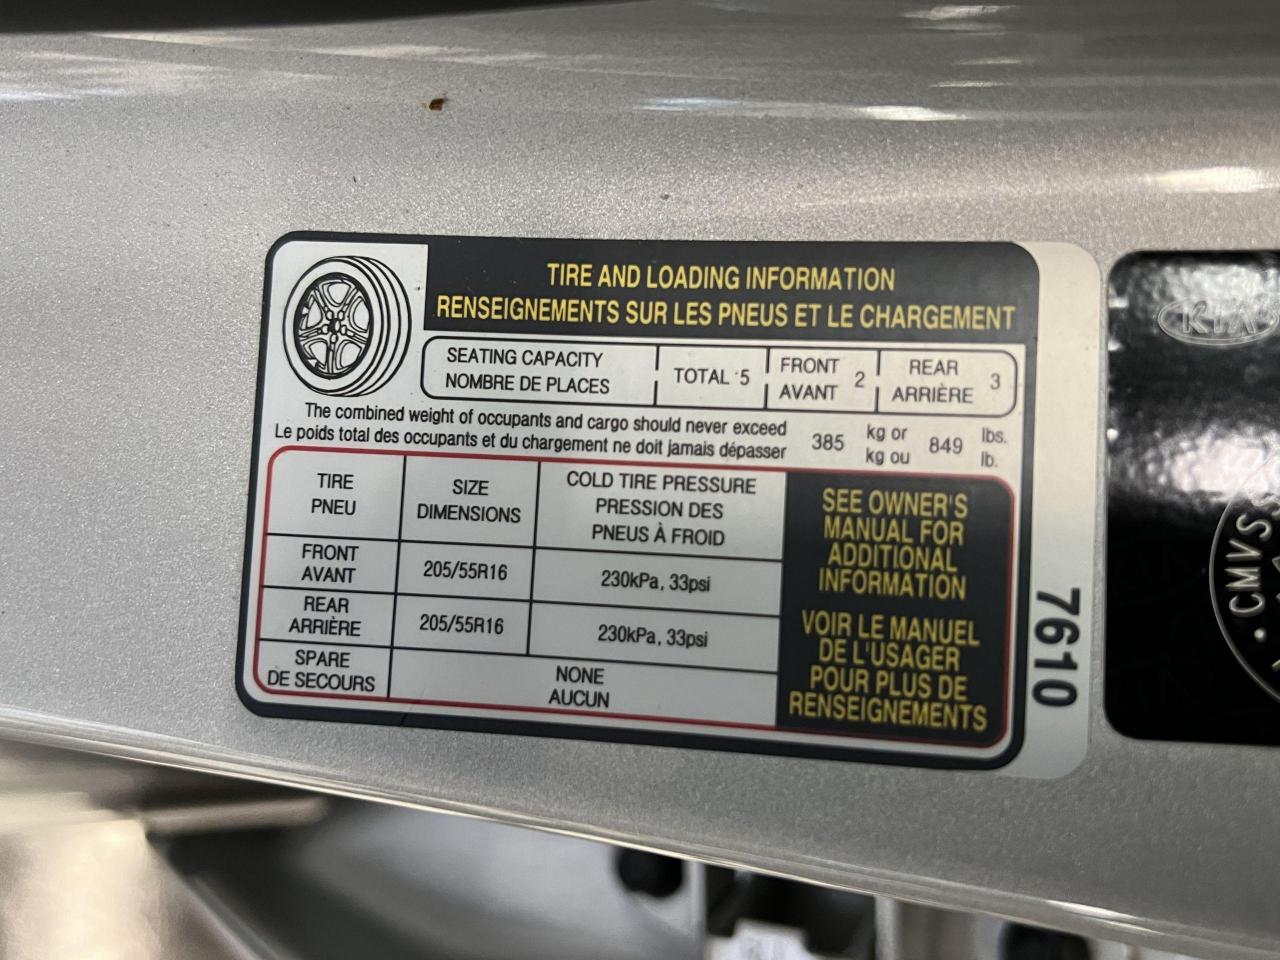 TIRE AND LOADING INFORMATION
RENSEIGNEMENTS SUR LES PNEUS ET LE CHARGEMENT
SEATING CAPACITY
NOMBRE DE PLACES
TOTAL 5
FRONT
AVANT
2
REAR
ARRIÈRE
3
The combined weight of occupants and cargo should never exceed
Le poids total des occupants et du chargement ne doit jamais dépasser
385
kg or
kg ou
849
lbs.
lb.
TIRE
PNEU
SIZE
DIMENSIONS
COLD TIRE PRESSURE
PRESSION DES
PNEUS À FROID
FRONT
AVANT
205/55R16
230kPa, 33psi
REAR
ARRIÈRE
205/55R16
230kPa, 33psi
SPARE
DE SECOURS
NONE
AUCUN
SEE OWNER'S
MANUAL FOR
ADDITIONAL
INFORMATION
VOIR LE MANUEL
DE L'USAGER
POUR PLUS DE
RENSEIGNEMENTS
7610
KIA
CMVS